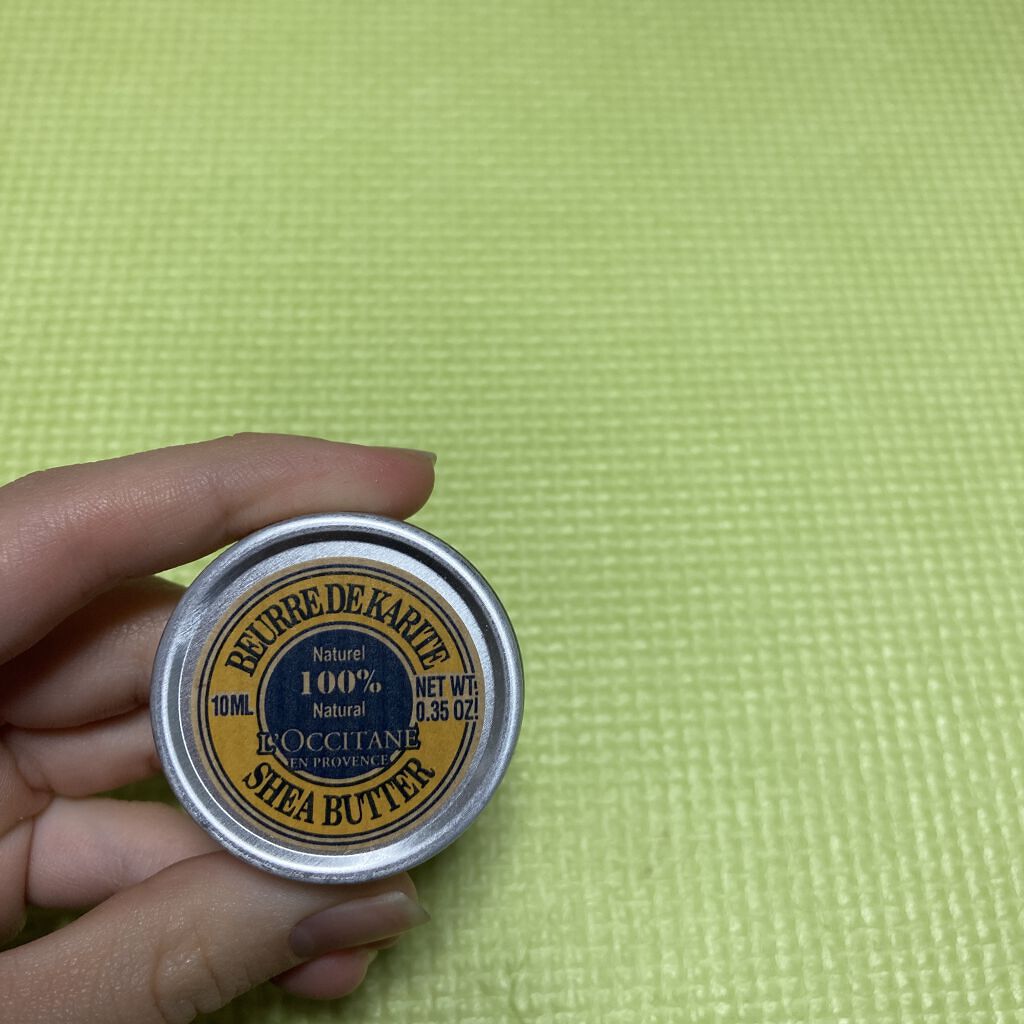 BEURRE DE KARITE
Naturel
100%
Natural
10ML
NET WT.
0.35 OZ.
L'OCCITANE
EN PROVENCE
SHEA BUTTER